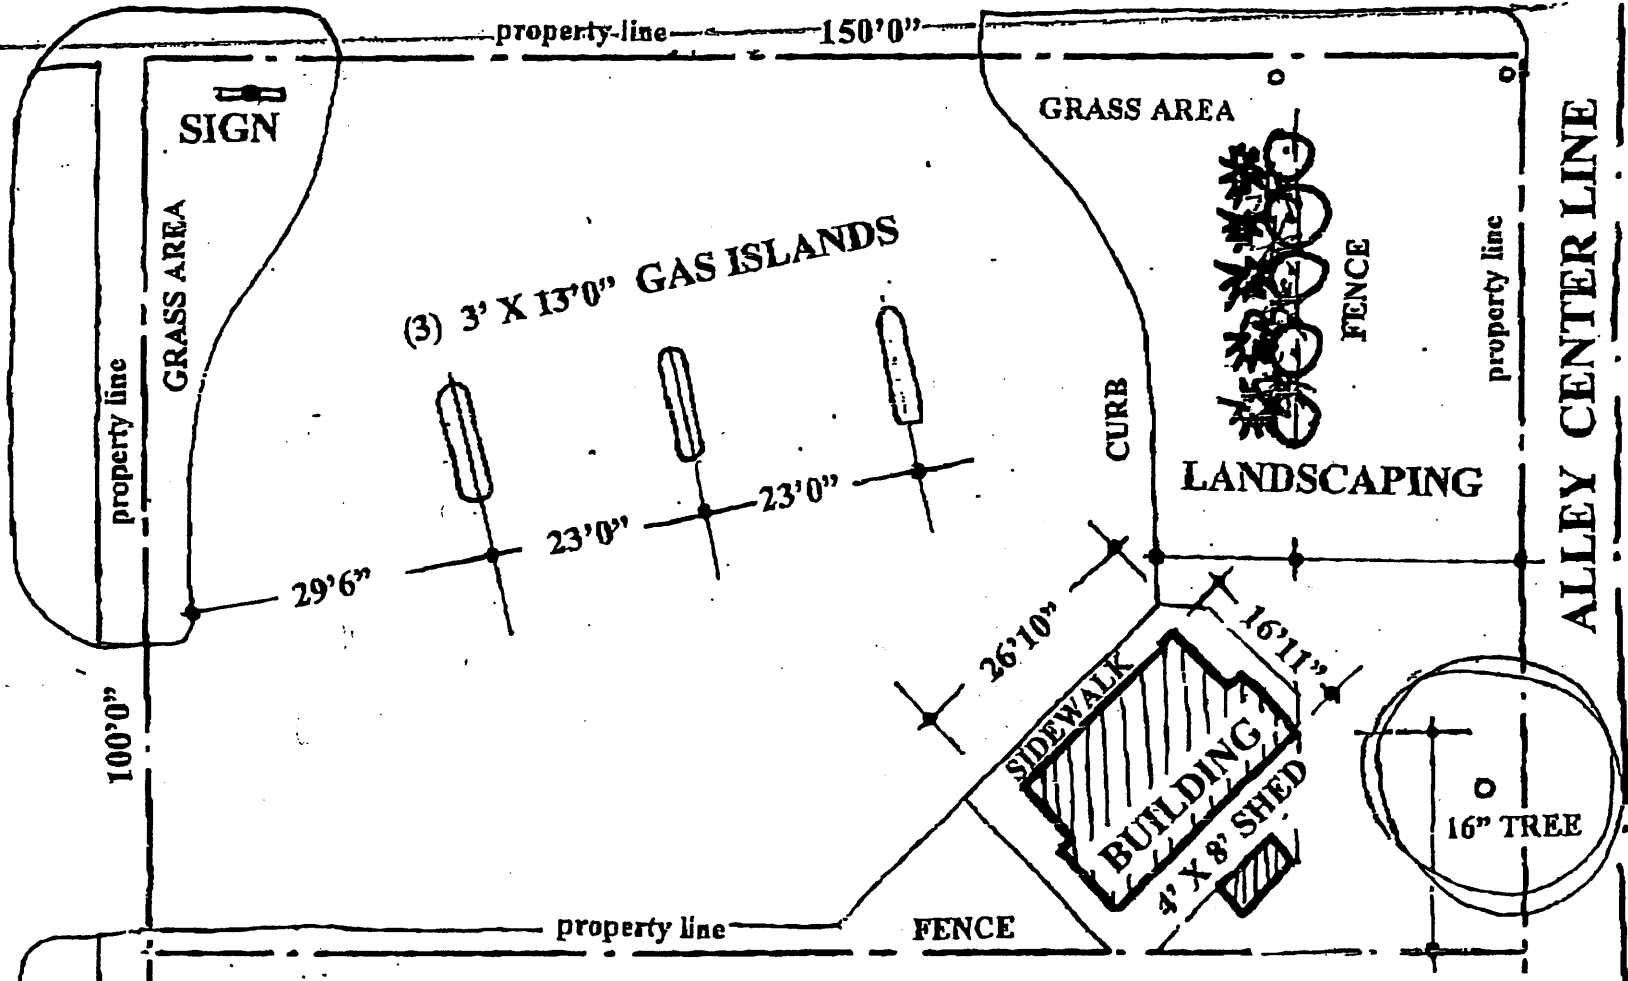 property line 150'0"
SIGN
GRASS AREA
GRASS AREA
property line
(3) 3' X 13'0" GAS ISLANDS
FENCE
property line
ALLEY CENTER LINE
CURB
LANDSCAPING
23'0"
23'0"
29'6"
26'10"
16'11"
SIDEWALK
100'0"
BUILDING
4' X 8' SHED
16" TREE
property line
FENCE